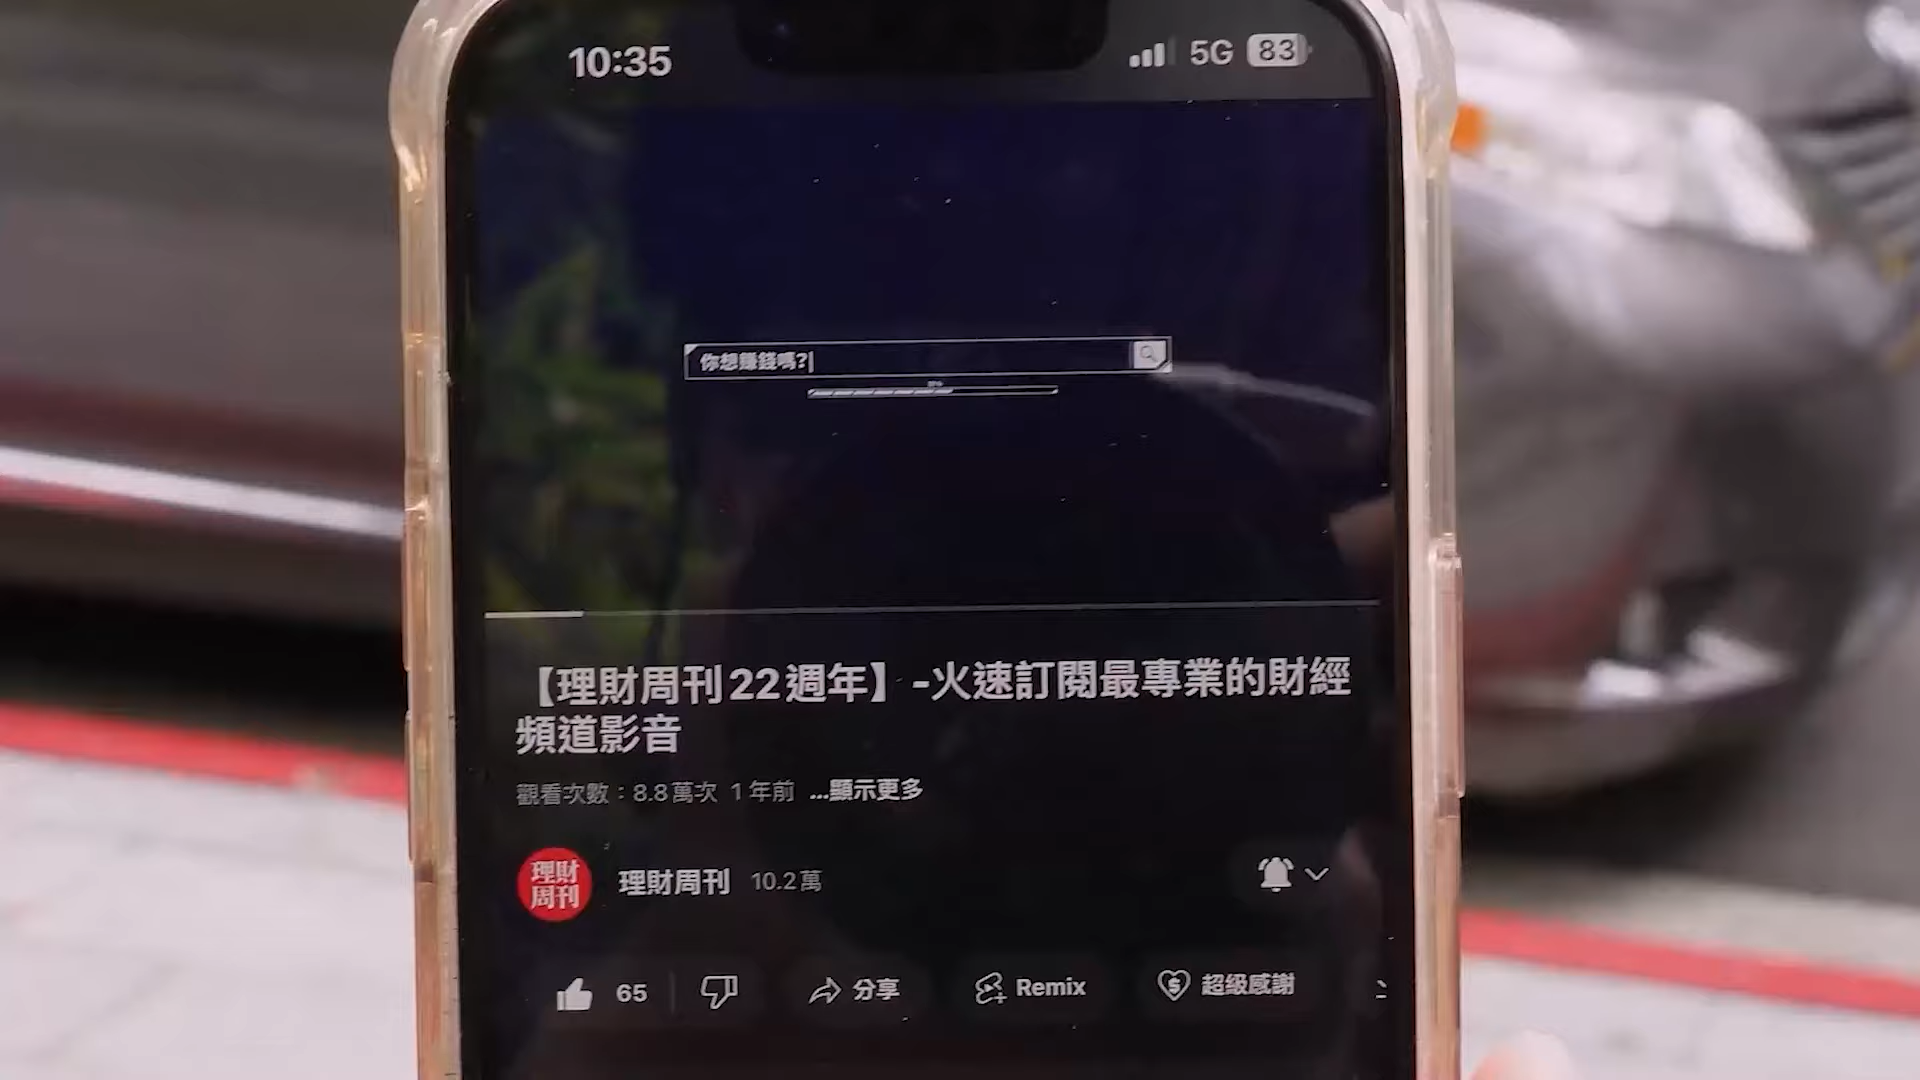 10:35
5G 83
你想賺錢嗎?
【理財周刊22週年】-火速訂閱最專業的財經
頻道影音
觀看次數：8.8萬次 1年前 ...顯示更多
理財
周刊
理財周刊 10.2萬
65 分享 Remix 超級感謝